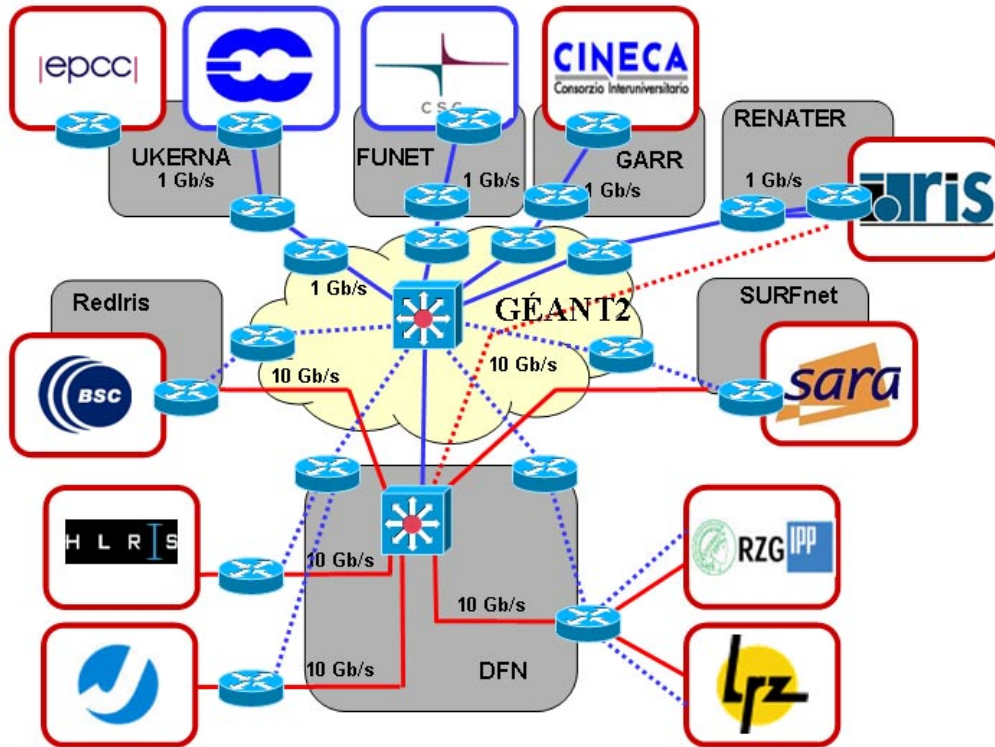 |epcc|
CSC
CINECA
Consorzio Interuniversitario
UKERNA
1 Gb/s
FUNET
1 Gb/s
GARR
1 Gb/s
RENATER
1 Gb/s
idris
1 Gb/s
GÉANT2
RedIris
SURFnet
BSC
10 Gb/s
10 Gb/s
sara
HLRIS
10 Gb/s
10 Gb/s
RZG
IPP
10 Gb/s
DFN
lrz